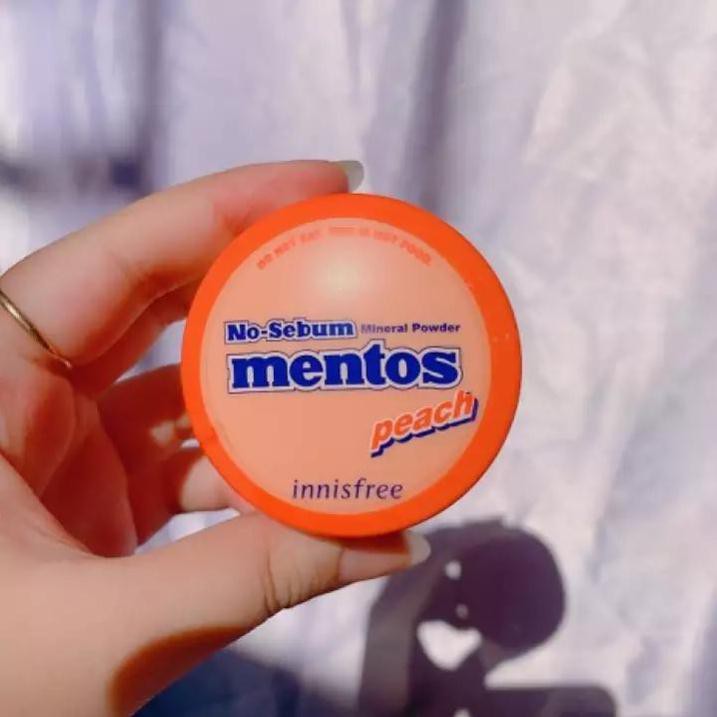 DO NOT EAT. THIS IS NOT FOOD.
No-Sebum Mineral Powder
mentos
peach
innisfree